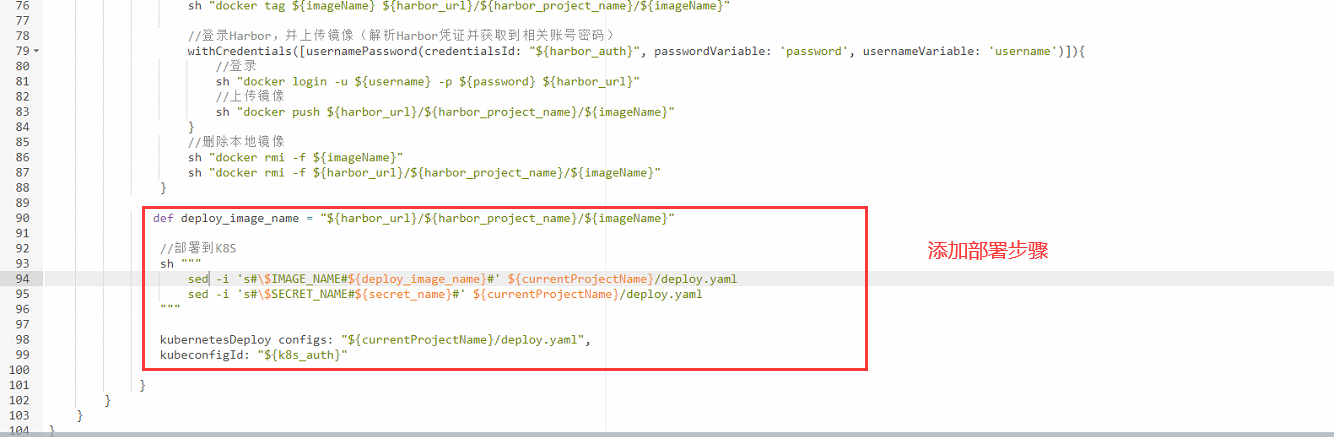 76 sh "docker tag ${imageName} ${harbor_url}/${harbor_project_name}/${imageName}"
77
78 //登录Harbor，并上传镜像（解析Harbor凭证并获取到相关账号密码）
79 withCredentials([usernamePassword(credentialsId: "${harbor_auth}", passwordVariable: 'password', usernameVariable: 'username')]){
80 //登录
81 sh "docker login -u ${username} -p ${password} ${harbor_url}"
82 //上传镜像
83 sh "docker push ${harbor_url}/${harbor_project_name}/${imageName}"
84 }
85 //删除本地镜像
86 sh "docker rmi -f ${imageName}"
87 sh "docker rmi -f ${harbor_url}/${harbor_project_name}/${imageName}"
88 }
89
90 def deploy_image_name = "${harbor_url}/${harbor_project_name}/${imageName}"
91
92 //部署到K8S
93 sh """
94 sed -i 's#\$IMAGE_NAME#${deploy_image_name}#' ${currentProjectName}/deploy.yaml
95 sed -i 's#\$SECRET_NAME#${secret_name}#' ${currentProjectName}/deploy.yaml
96 """
97
98 kubernetesDeploy configs: "${currentProjectName}/deploy.yaml",
99 kubeconfigId: "${k8s_auth}"
100
101 }
102 }
103 }
104 }
添加部署步骤